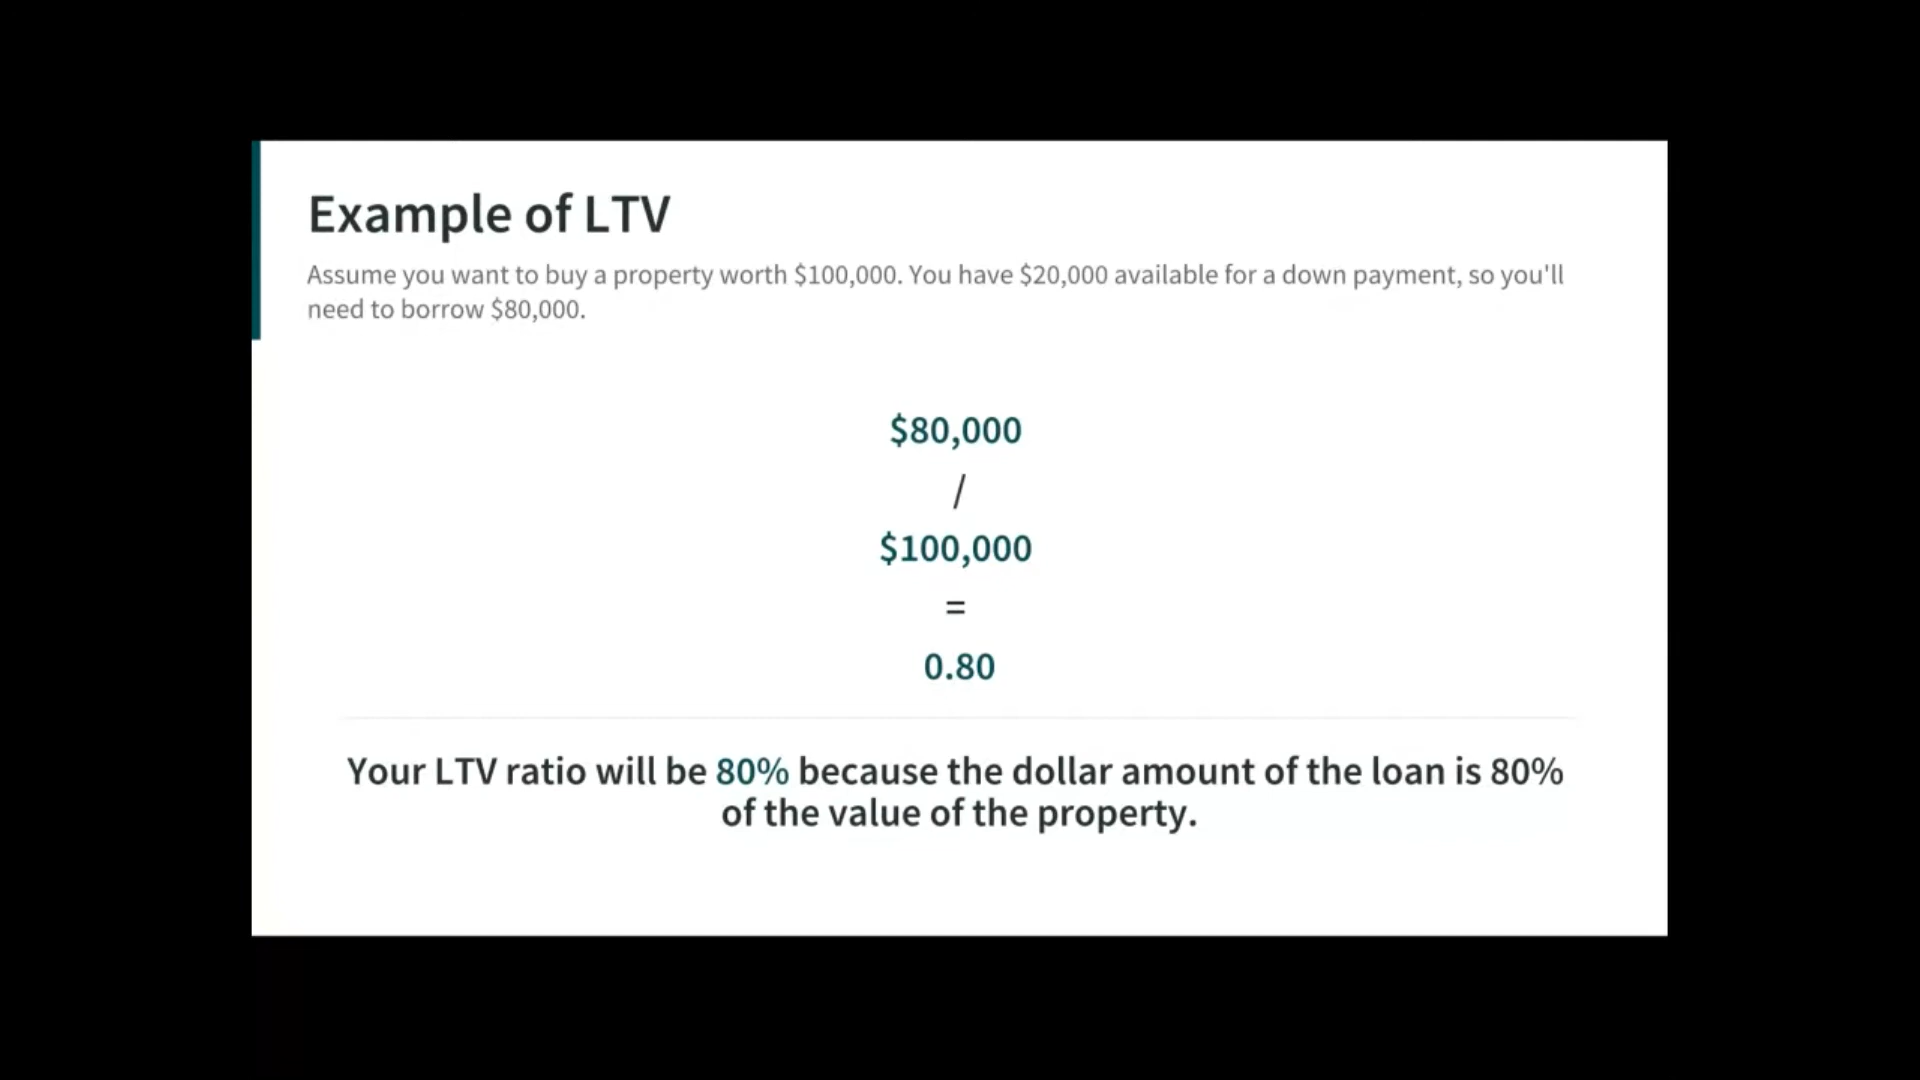 Example of LTV
Assume you want to buy a property worth $100,000. You have $20,000 available for a down payment, so you'll
need to borrow $80,000.
$80,000
/
$100,000
=
0.80
Your LTV ratio will be 80% because the dollar amount of the loan is 80%
of the value of the property.